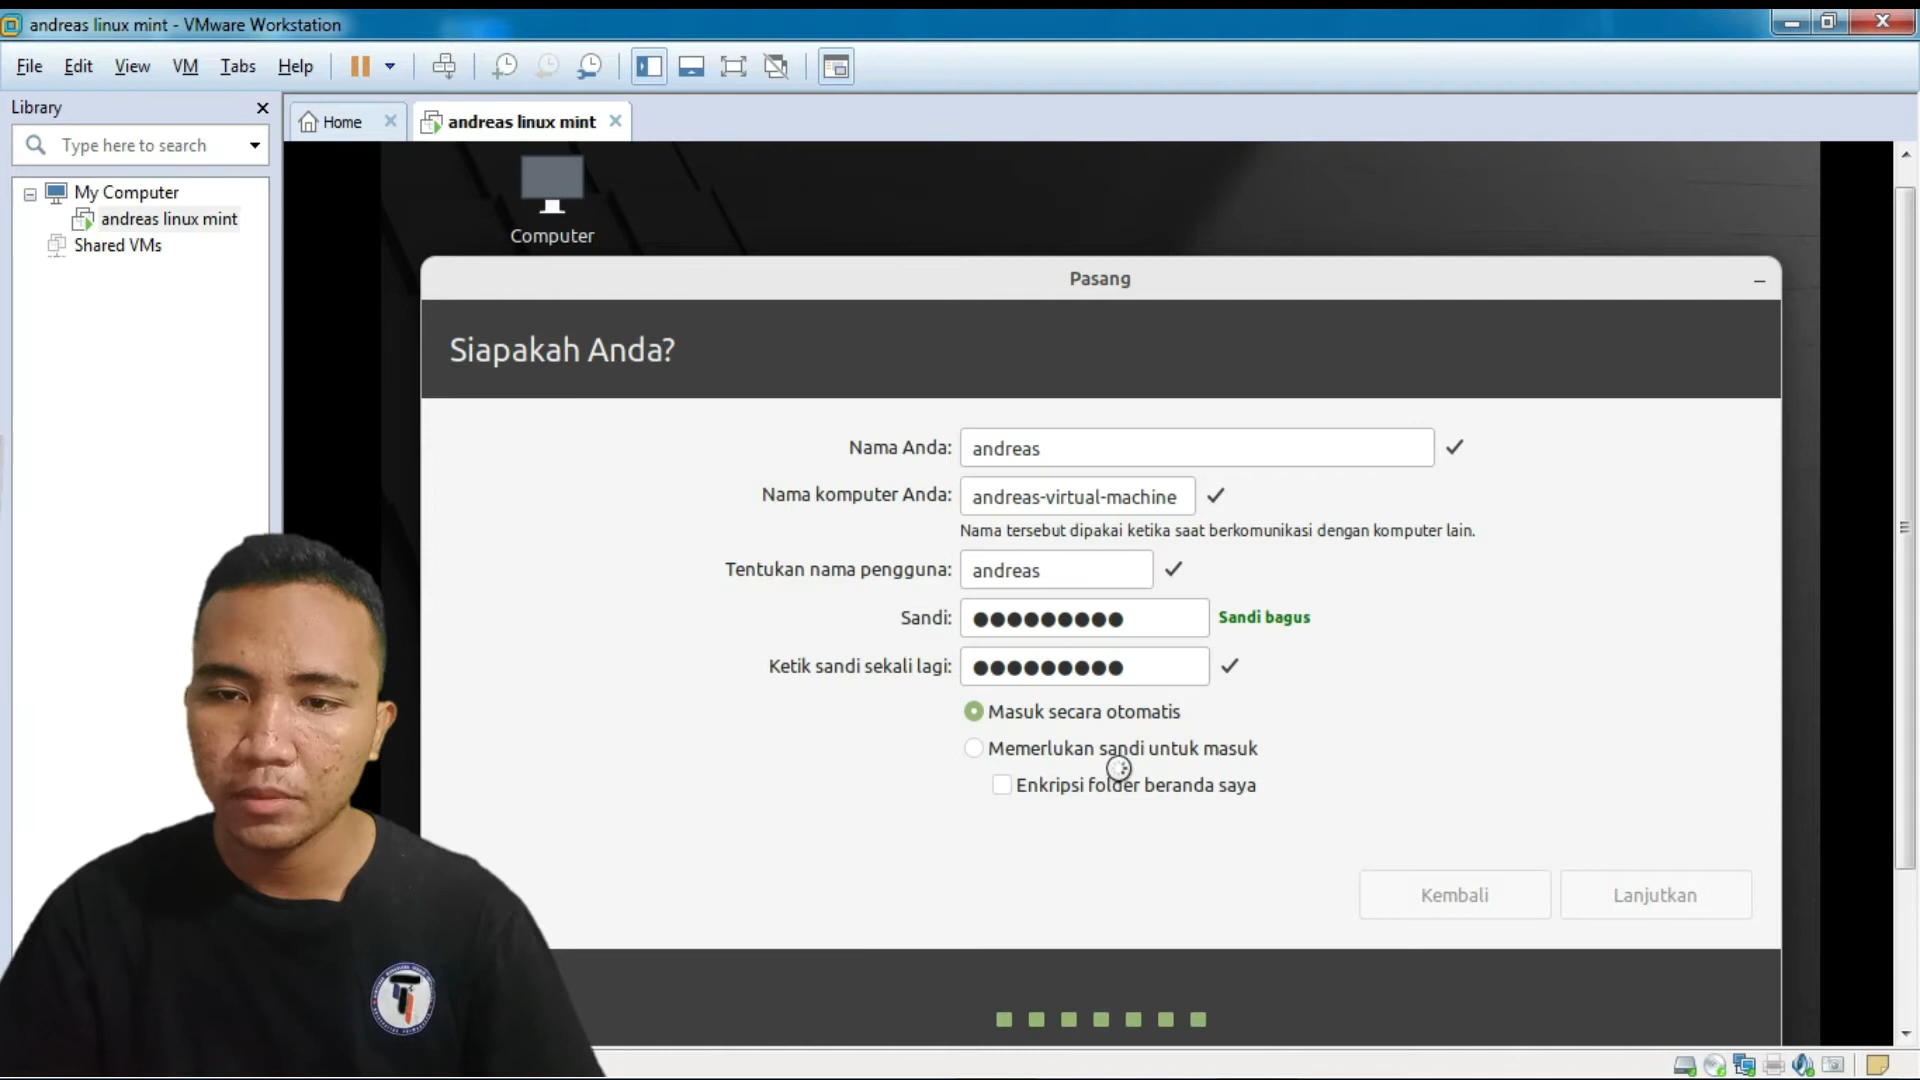 andreas linux mint - VMware Workstation
File Edit View VM Tabs Help
Library
Home
andreas linux mint
Type here to search
My Computer
andreas linux mint
Shared VMs
Computer
Pasang
Siapakah Anda?
Nama Anda: andreas
Nama komputer Anda: andreas-virtual-machine
Nama tersebut dipakai ketika saat berkomunikasi dengan komputer lain.
Tentukan nama pengguna: andreas
Sandi: ●●●●●●●●● Sandi bagus
Ketik sandi sekali lagi: ●●●●●●●●●
Masuk secara otomatis
Memerlukan sandi untuk masuk
Enkripsi folder beranda saya
Kembali Lanjutkan